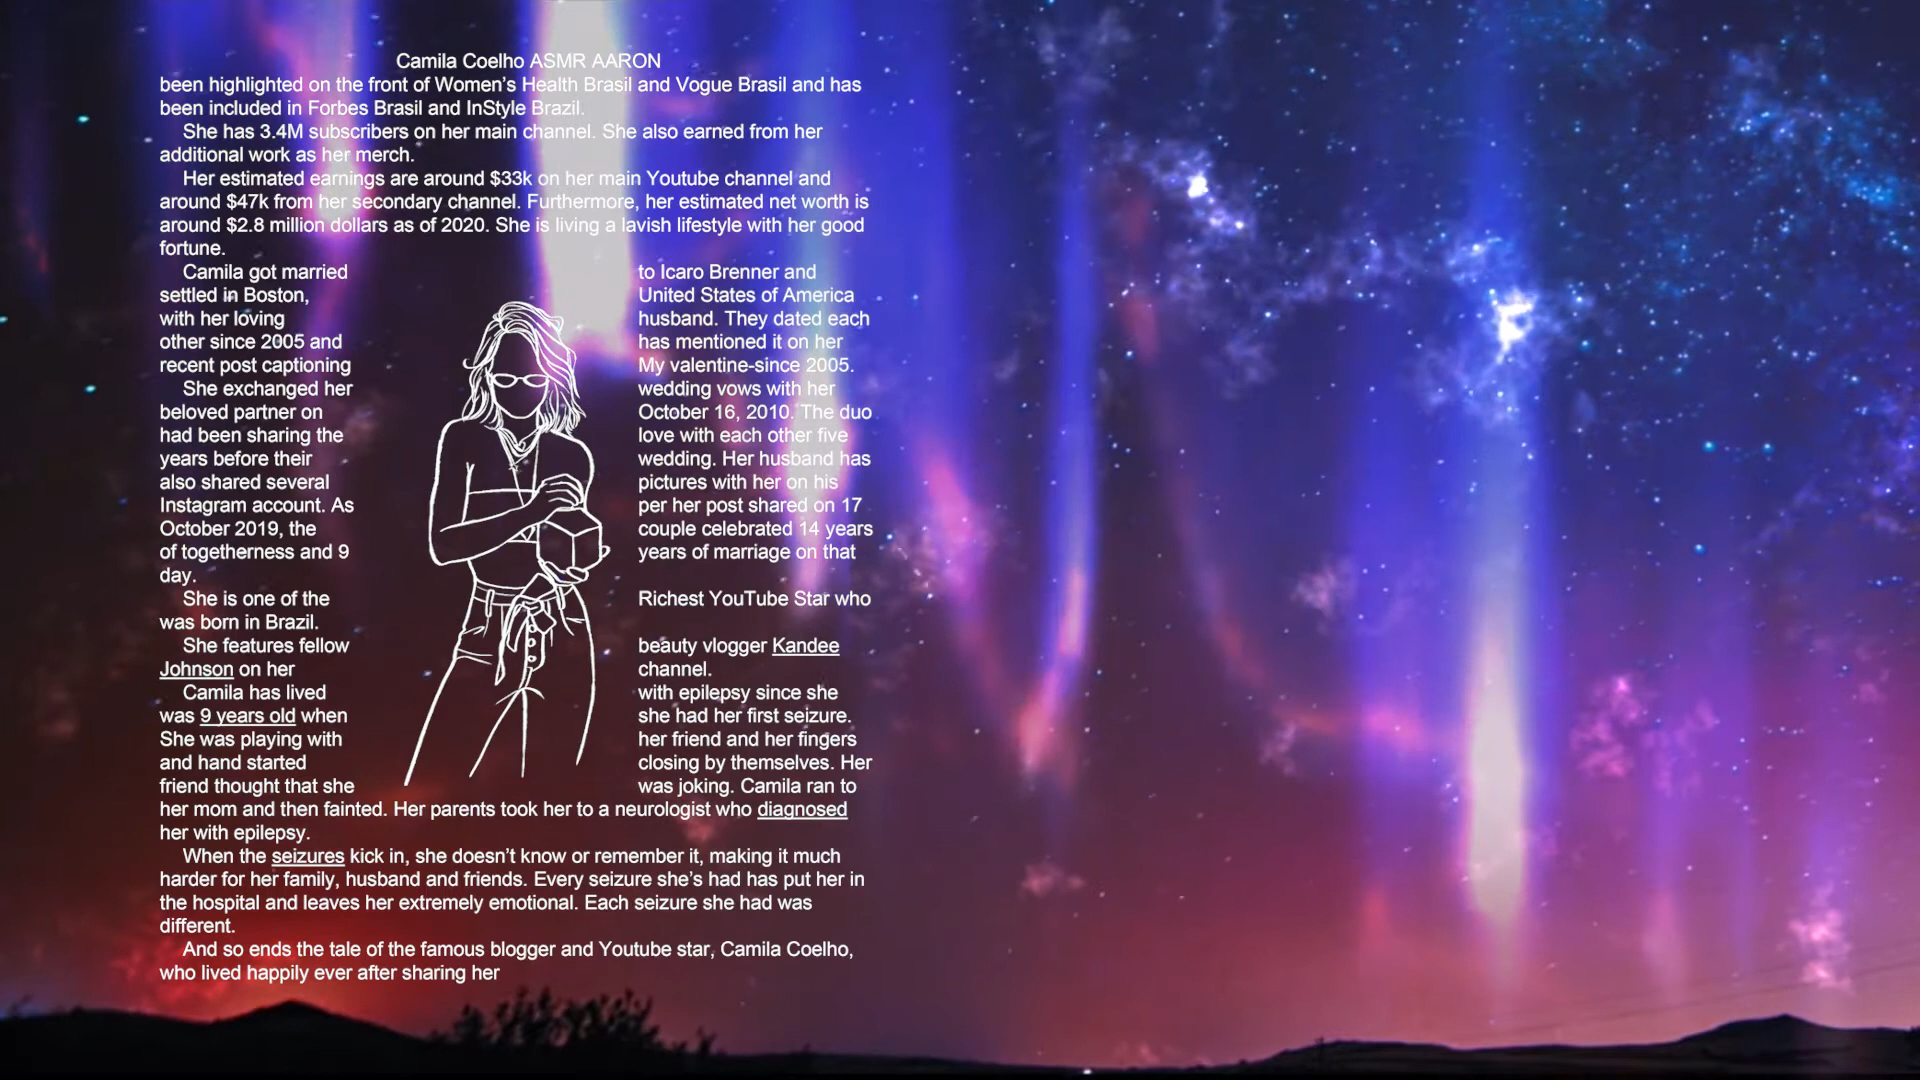 Camila Coelho ASMR AARON
been highlighted on the front of Women’s Health Brasil and Vogue Brasil and has
been included in Forbes Brasil and InStyle Brazil.
She has 3.4M subscribers on her main channel. She also earned from her
additional work as her merch.
Her estimated earnings are around $33k on her main Youtube channel and
around $47k from her secondary channel. Furthermore, her estimated net worth is
around $2.8 million dollars as of 2020. She is living a lavish lifestyle with her good
fortune.
Camila got married to Icaro Brenner and
settled in Boston, United States of America
with her loving husband. They dated each
other since 2005 and has mentioned it on her
recent post captioning My valentine-since 2005.
She exchanged her wedding vows with her
beloved partner on October 16, 2010. The duo
had been sharing the love with each other five
years before their wedding. Her husband has
also shared several pictures with her on his
Instagram account. As per her post shared on 17
October 2019, the couple celebrated 14 years
of togetherness and 9 years of marriage on that
day.
She is one of the Richest YouTube Star who
was born in Brazil.
She features fellow beauty vlogger Kandee
Johnson on her channel.
Camila has lived with epilepsy since she
was 9 years old when she had her first seizure.
She was playing with her friend and her fingers
and hand started closing by themselves. Her
friend thought that she was joking. Camila ran to
her mom and then fainted. Her parents took her to a neurologist who diagnosed
her with epilepsy.
When the seizures kick in, she doesn’t know or remember it, making it much
harder for her family, husband and friends. Every seizure she’s had has put her in
the hospital and leaves her extremely emotional. Each seizure she had was
different.
And so ends the tale of the famous blogger and Youtube star, Camila Coelho,
who lived happily ever after sharing her